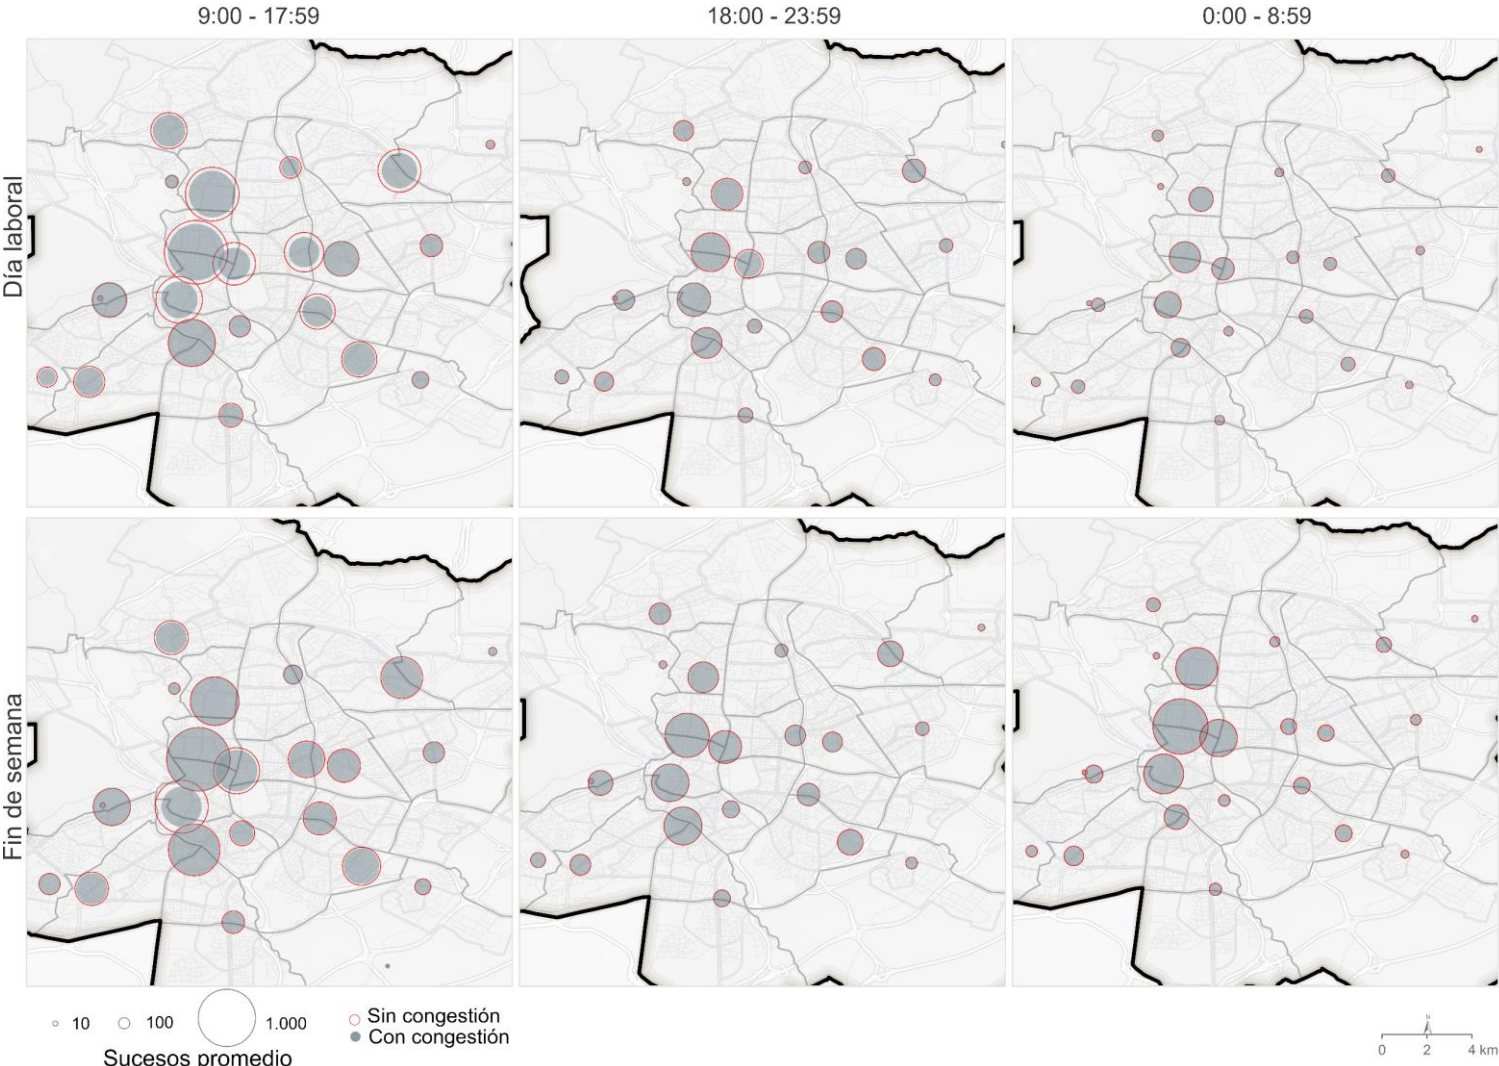 9:00 - 17:59
18:00 - 23:59
0:00 - 8:59
Día laboral
Fin de semana
10
100
1.000
Sucesos promedio
Sin congestión
Con congestión
N
0 2 4 km